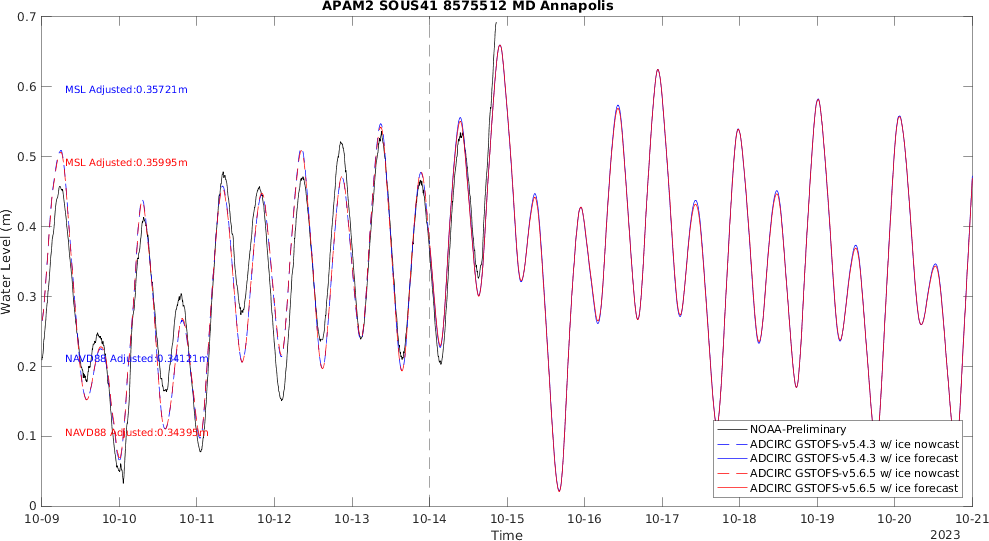 APAM2 SOUS41 8575512 MD Annapolis
0.7
0.6
0.5
0.4
0.3
0.2
0.1
0
Water Level (m)
MSL Adjusted:0.35721m
MSL Adjusted:0.35995m
NAVD88 Adjusted:0.34121m
NAVD88 Adjusted:0.34395m
NOAA-Preliminary
ADCIRC GSTOFS-v5.4.3 w/ ice nowcast
ADCIRC GSTOFS-v5.4.3 w/ ice forecast
ADCIRC GSTOFS-v5.6.5 w/ ice nowcast
ADCIRC GSTOFS-v5.6.5 w/ ice forecast
10-09 10-10 10-11 10-12 10-13 10-14 10-15 10-16 10-17 10-18 10-19 10-20 10-21
Time
2023